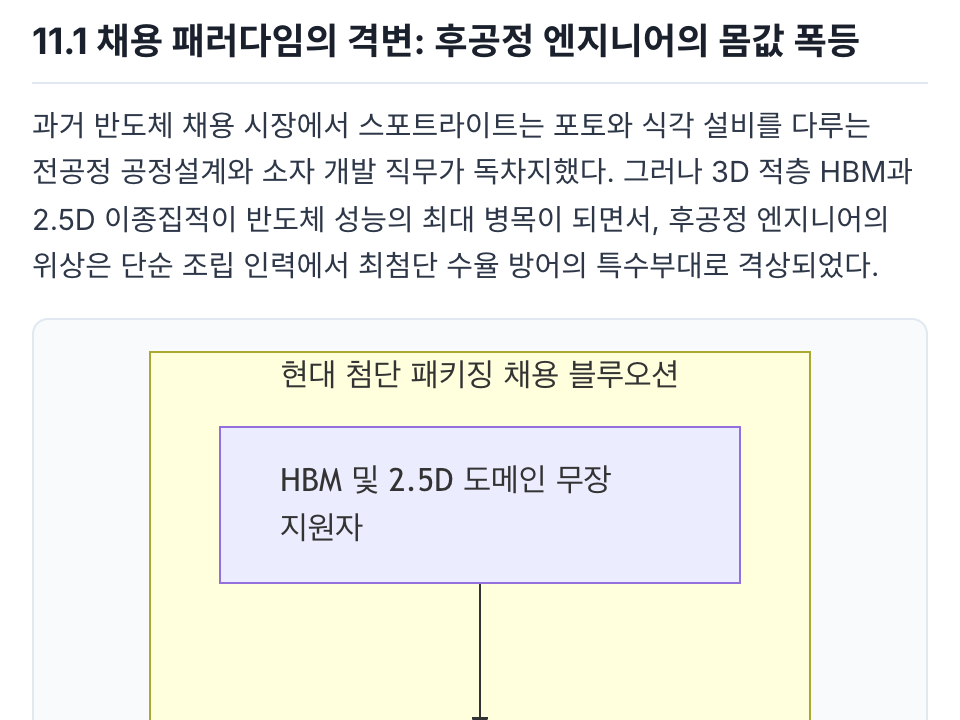 11.1 채용 패러다임의 격변: 후공정 엔지니어의 몸값 폭등
과거 반도체 채용 시장에서 스포트라이트는 포토와 식각 설비를 다루는
전공정 공정설계와 소자 개발 직무가 독차지했다. 그러나 3D 적층 HBM과
2.5D 이종집적이 반도체 성능의 최대 병목이 되면서, 후공정 엔지니어의
위상은 단순 조립 인력에서 최첨단 수율 방어의 특수부대로 격상되었다.
현대 첨단 패키징 채용 블루오션
HBM 및 2.5D 도메인 무장
지원자